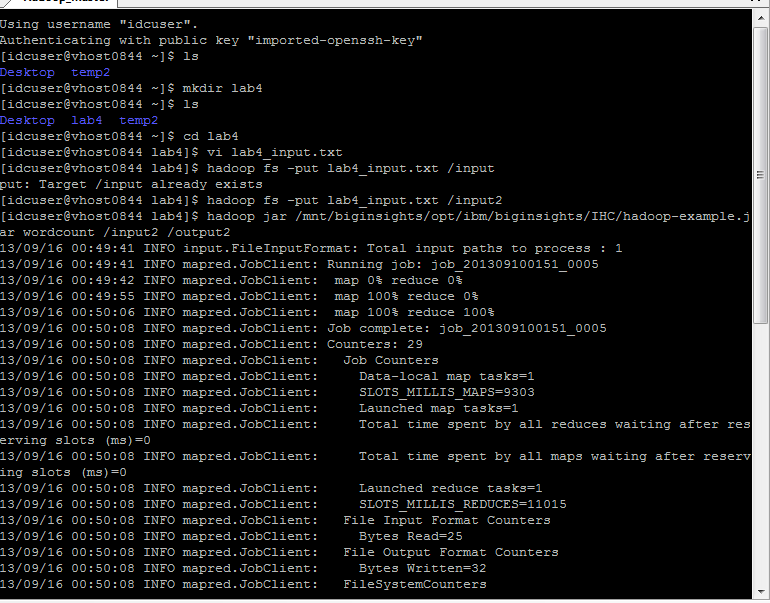 Using username "idcuser".
Authenticating with public key "imported-openssh-key"
[idcuser@vhost0844 ~]$ ls
Desktop  temp2
[idcuser@vhost0844 ~]$ mkdir lab4
[idcuser@vhost0844 ~]$ ls
Desktop  lab4  temp2
[idcuser@vhost0844 ~]$ cd lab4
[idcuser@vhost0844 lab4]$ vi lab4_input.txt
[idcuser@vhost0844 lab4]$ hadoop fs -put lab4_input.txt /input
put: Target /input already exists
[idcuser@vhost0844 lab4]$ hadoop fs -put lab4_input.txt /input2
[idcuser@vhost0844 lab4]$ hadoop jar /mnt/biginsights/opt/ibm/biginsights/IHC/hadoop-example.j
ar wordcount /input2 /output2
13/09/16 00:49:41 INFO input.FileInputFormat: Total input paths to process : 1
13/09/16 00:49:41 INFO mapred.JobClient: Running job: job_201309100151_0005
13/09/16 00:49:42 INFO mapred.JobClient:  map 0% reduce 0%
13/09/16 00:49:55 INFO mapred.JobClient:  map 100% reduce 0%
13/09/16 00:50:06 INFO mapred.JobClient:  map 100% reduce 100%
13/09/16 00:50:08 INFO mapred.JobClient: Job complete: job_201309100151_0005
13/09/16 00:50:08 INFO mapred.JobClient: Counters: 29
13/09/16 00:50:08 INFO mapred.JobClient:   Job Counters
13/09/16 00:50:08 INFO mapred.JobClient:     Data-local map tasks=1
13/09/16 00:50:08 INFO mapred.JobClient:     SLOTS_MILLIS_MAPS=9303
13/09/16 00:50:08 INFO mapred.JobClient:     Launched map tasks=1
13/09/16 00:50:08 INFO mapred.JobClient:     Total time spent by all reduces waiting after res
erving slots (ms)=0
13/09/16 00:50:08 INFO mapred.JobClient:     Total time spent by all maps waiting after reserv
ing slots (ms)=0
13/09/16 00:50:08 INFO mapred.JobClient:     Launched reduce tasks=1
13/09/16 00:50:08 INFO mapred.JobClient:     SLOTS_MILLIS_REDUCES=11015
13/09/16 00:50:08 INFO mapred.JobClient:   File Input Format Counters
13/09/16 00:50:08 INFO mapred.JobClient:     Bytes Read=25
13/09/16 00:50:08 INFO mapred.JobClient:   File Output Format Counters
13/09/16 00:50:08 INFO mapred.JobClient:     Bytes Written=32
13/09/16 00:50:08 INFO mapred.JobClient:   FileSystemCounters